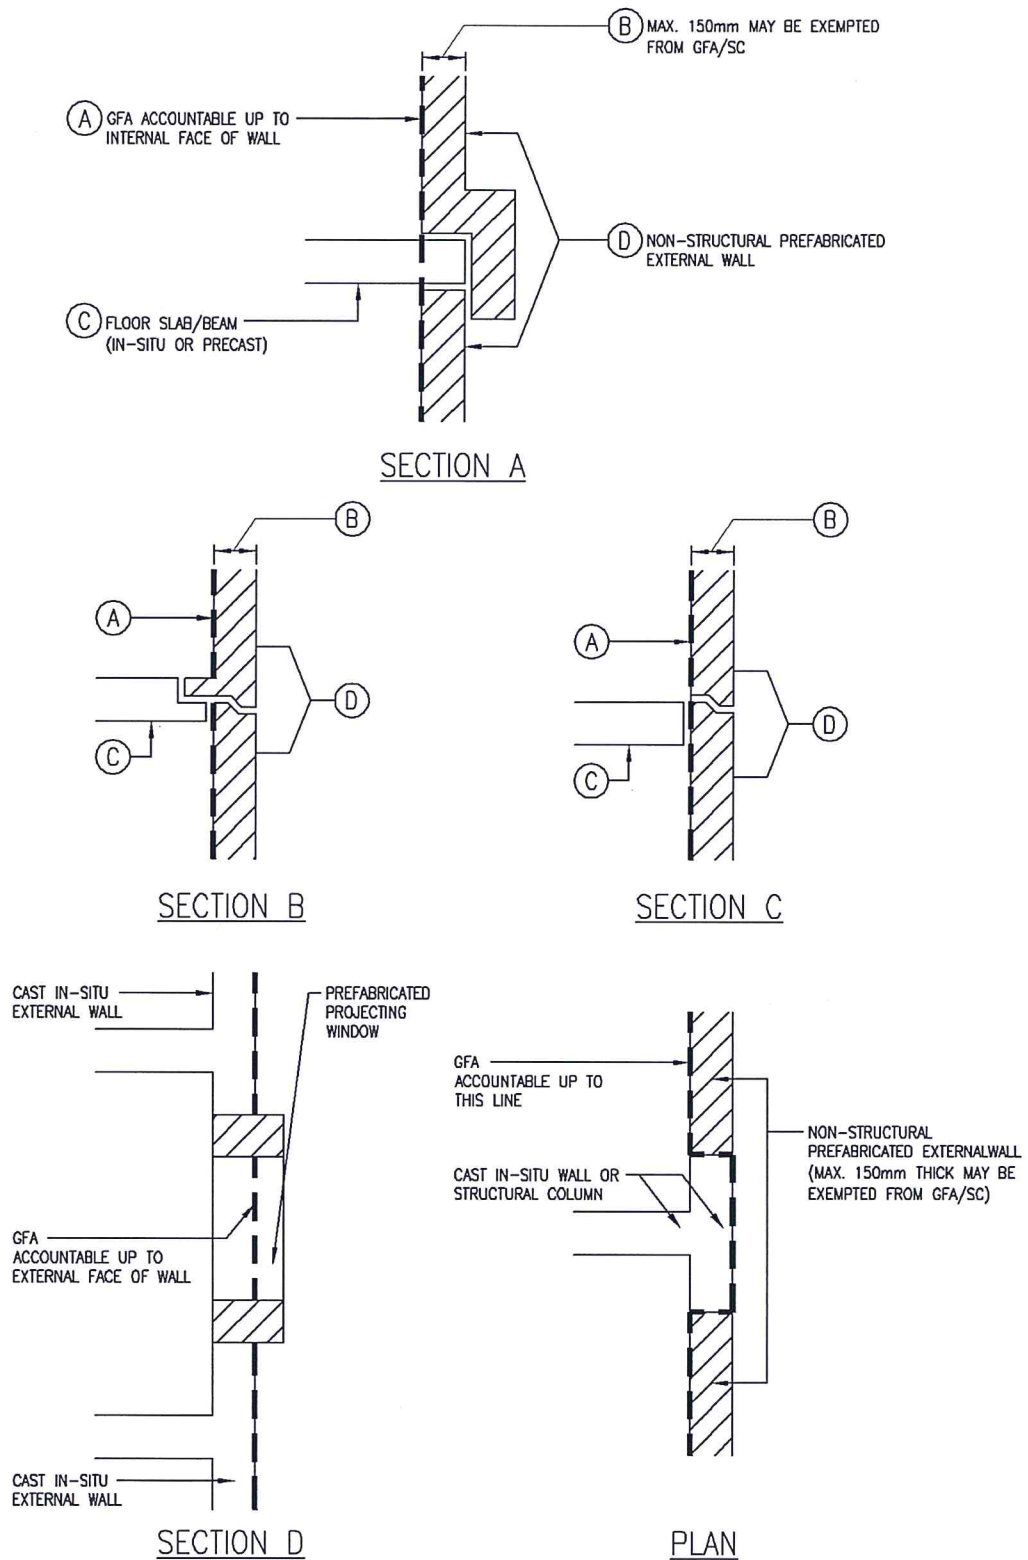 B MAX. 150mm MAY BE EXEMPTED
FROM GFA/SC
A GFA ACCOUNTABLE UP TO
INTERNAL FACE OF WALL
D NON-STRUCTURAL PREFABRICATED
EXTERNAL WALL
C FLOOR SLAB/BEAM
(IN-SITU OR PRECAST)
SECTION A
B
A
D
C
SECTION B
B
A
D
C
SECTION C
CAST IN-SITU
EXTERNAL WALL
PREFABRICATED
PROJECTING
WINDOW
GFA
ACCOUNTABLE UP TO
EXTERNAL FACE OF WALL
CAST IN-SITU
EXTERNAL WALL
SECTION D
GFA
ACCOUNTABLE UP TO
THIS LINE
NON-STRUCTURAL
PREFABRICATED EXTERNALWALL
(MAX. 150mm THICK MAY BE
EXEMPTED FROM GFA/SC)
CAST IN-SITU WALL OR
STRUCTURAL COLUMN
PLAN